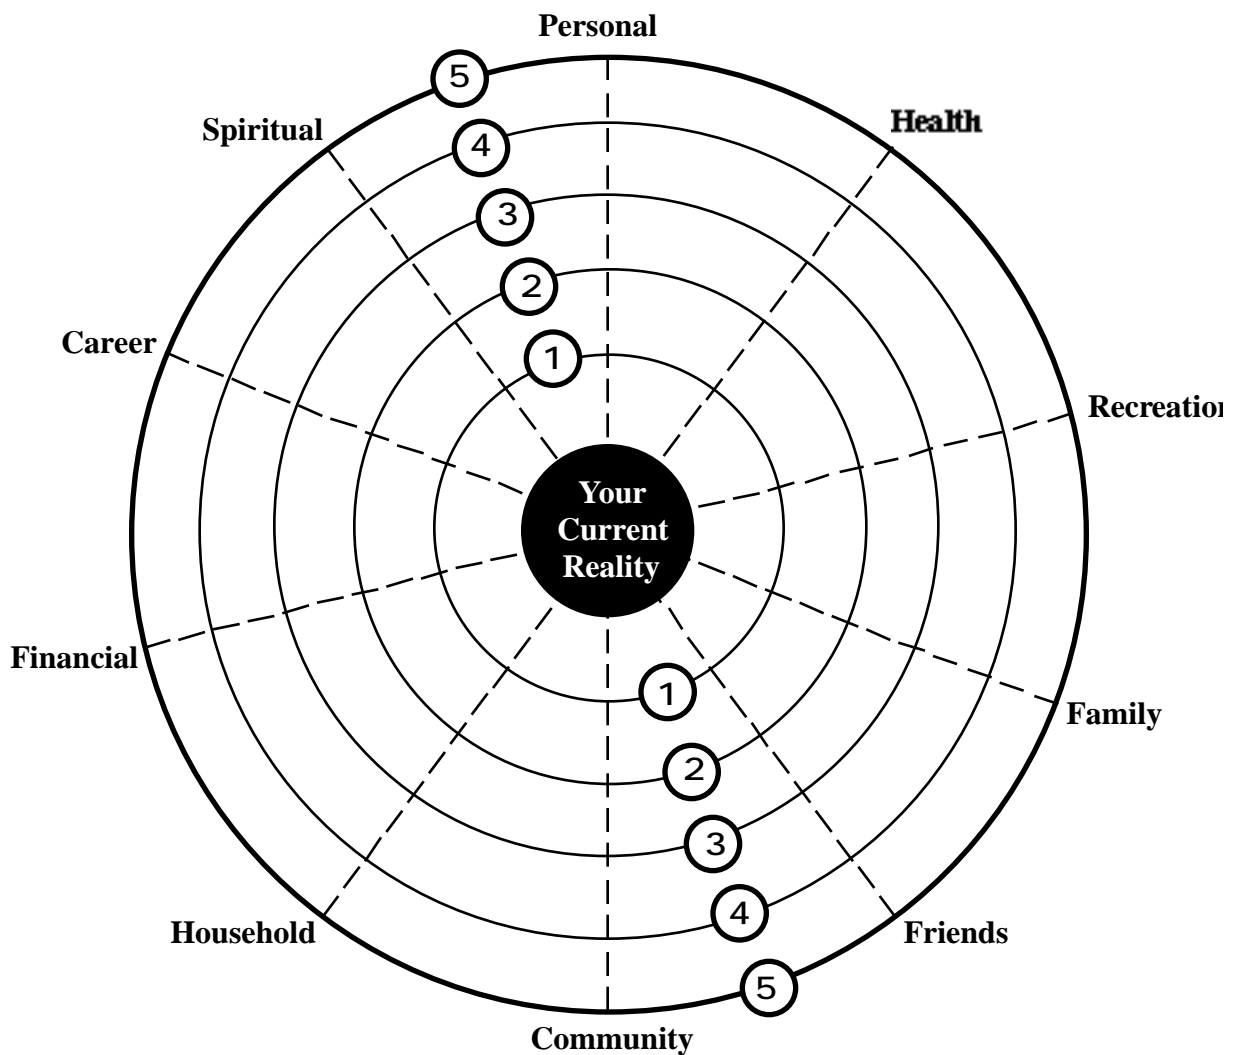 Personal
5
Spiritual
Health
4
3
2
Career
1
Recreation
Your
Current
Reality
Financial
1
Family
2
3
4
Household
Friends
5
Community